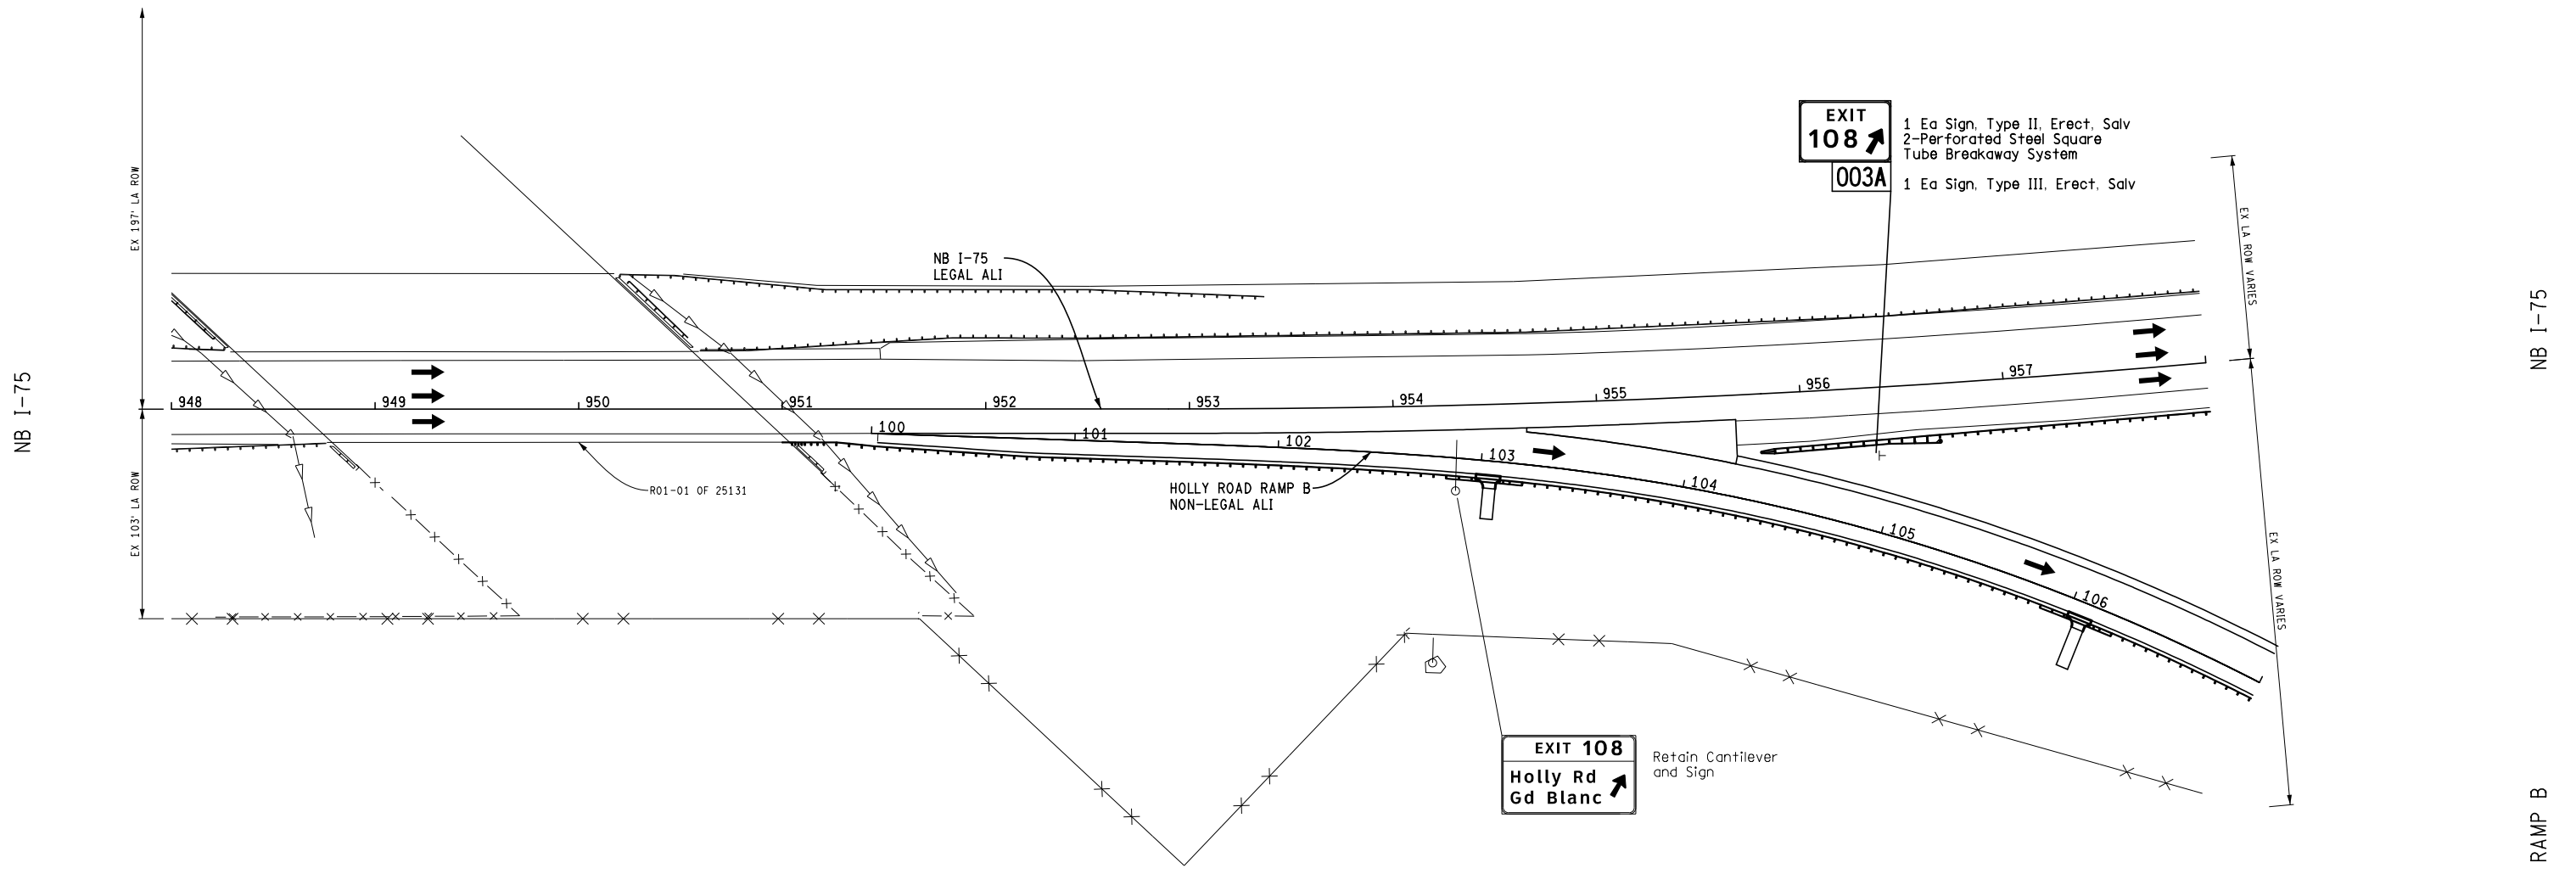 NB I-75
EX 197' LA ROW
EX 103' LA ROW
EXIT
108
003A
1 Ea Sign, Type II, Erect, Salv
2-Perforated Steel Square
Tube Breakaway System
1 Ea Sign, Type III, Erect, Salv
NB I-75
LEGAL ALI
948
949
950
951
952
953
954
955
956
957
100
101
102
103
104
105
106
R01-01 OF 25131
HOLLY ROAD RAMP B
NON-LEGAL ALI
EXIT 108
Holly Rd
Gd Blanc
Retain Cantilever
and Sign
EX LA ROW VARIES
EX LA ROW VARIES
NB I-75
RAMP B